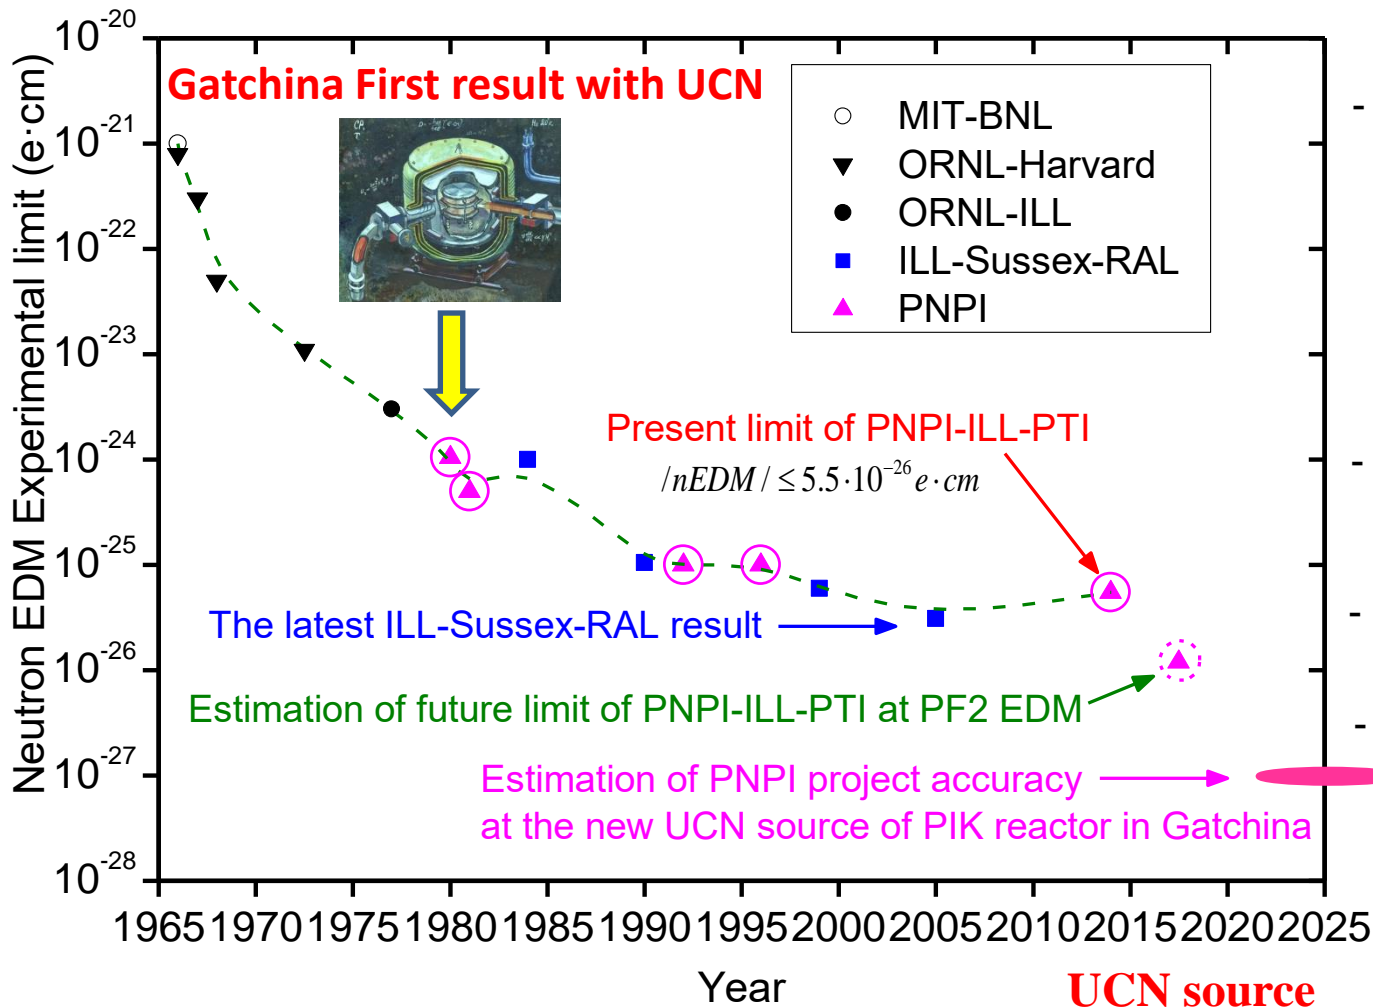 Neutron EDM Experimental limit (e·cm)
10^-20
10^-21
10^-22
10^-23
10^-24
10^-25
10^-26
10^-27
10^-28
Gatchina First result with UCN
MIT-BNL
ORNL-Harvard
ORNL-ILL
ILL-Sussex-RAL
PNPI
Present limit of PNPI-ILL-PTI
/nEDM/ ≤ 5.5·10^-26 e·cm
The latest ILL-Sussex-RAL result
Estimation of future limit of PNPI-ILL-PTI at PF2 EDM
Estimation of PNPI project accuracy
at the new UCN source of PIK reactor in Gatchina
1965 1970 1975 1980 1985 1990 1995 2000 2005 2010 2015 2020 2025
Year
UCN source